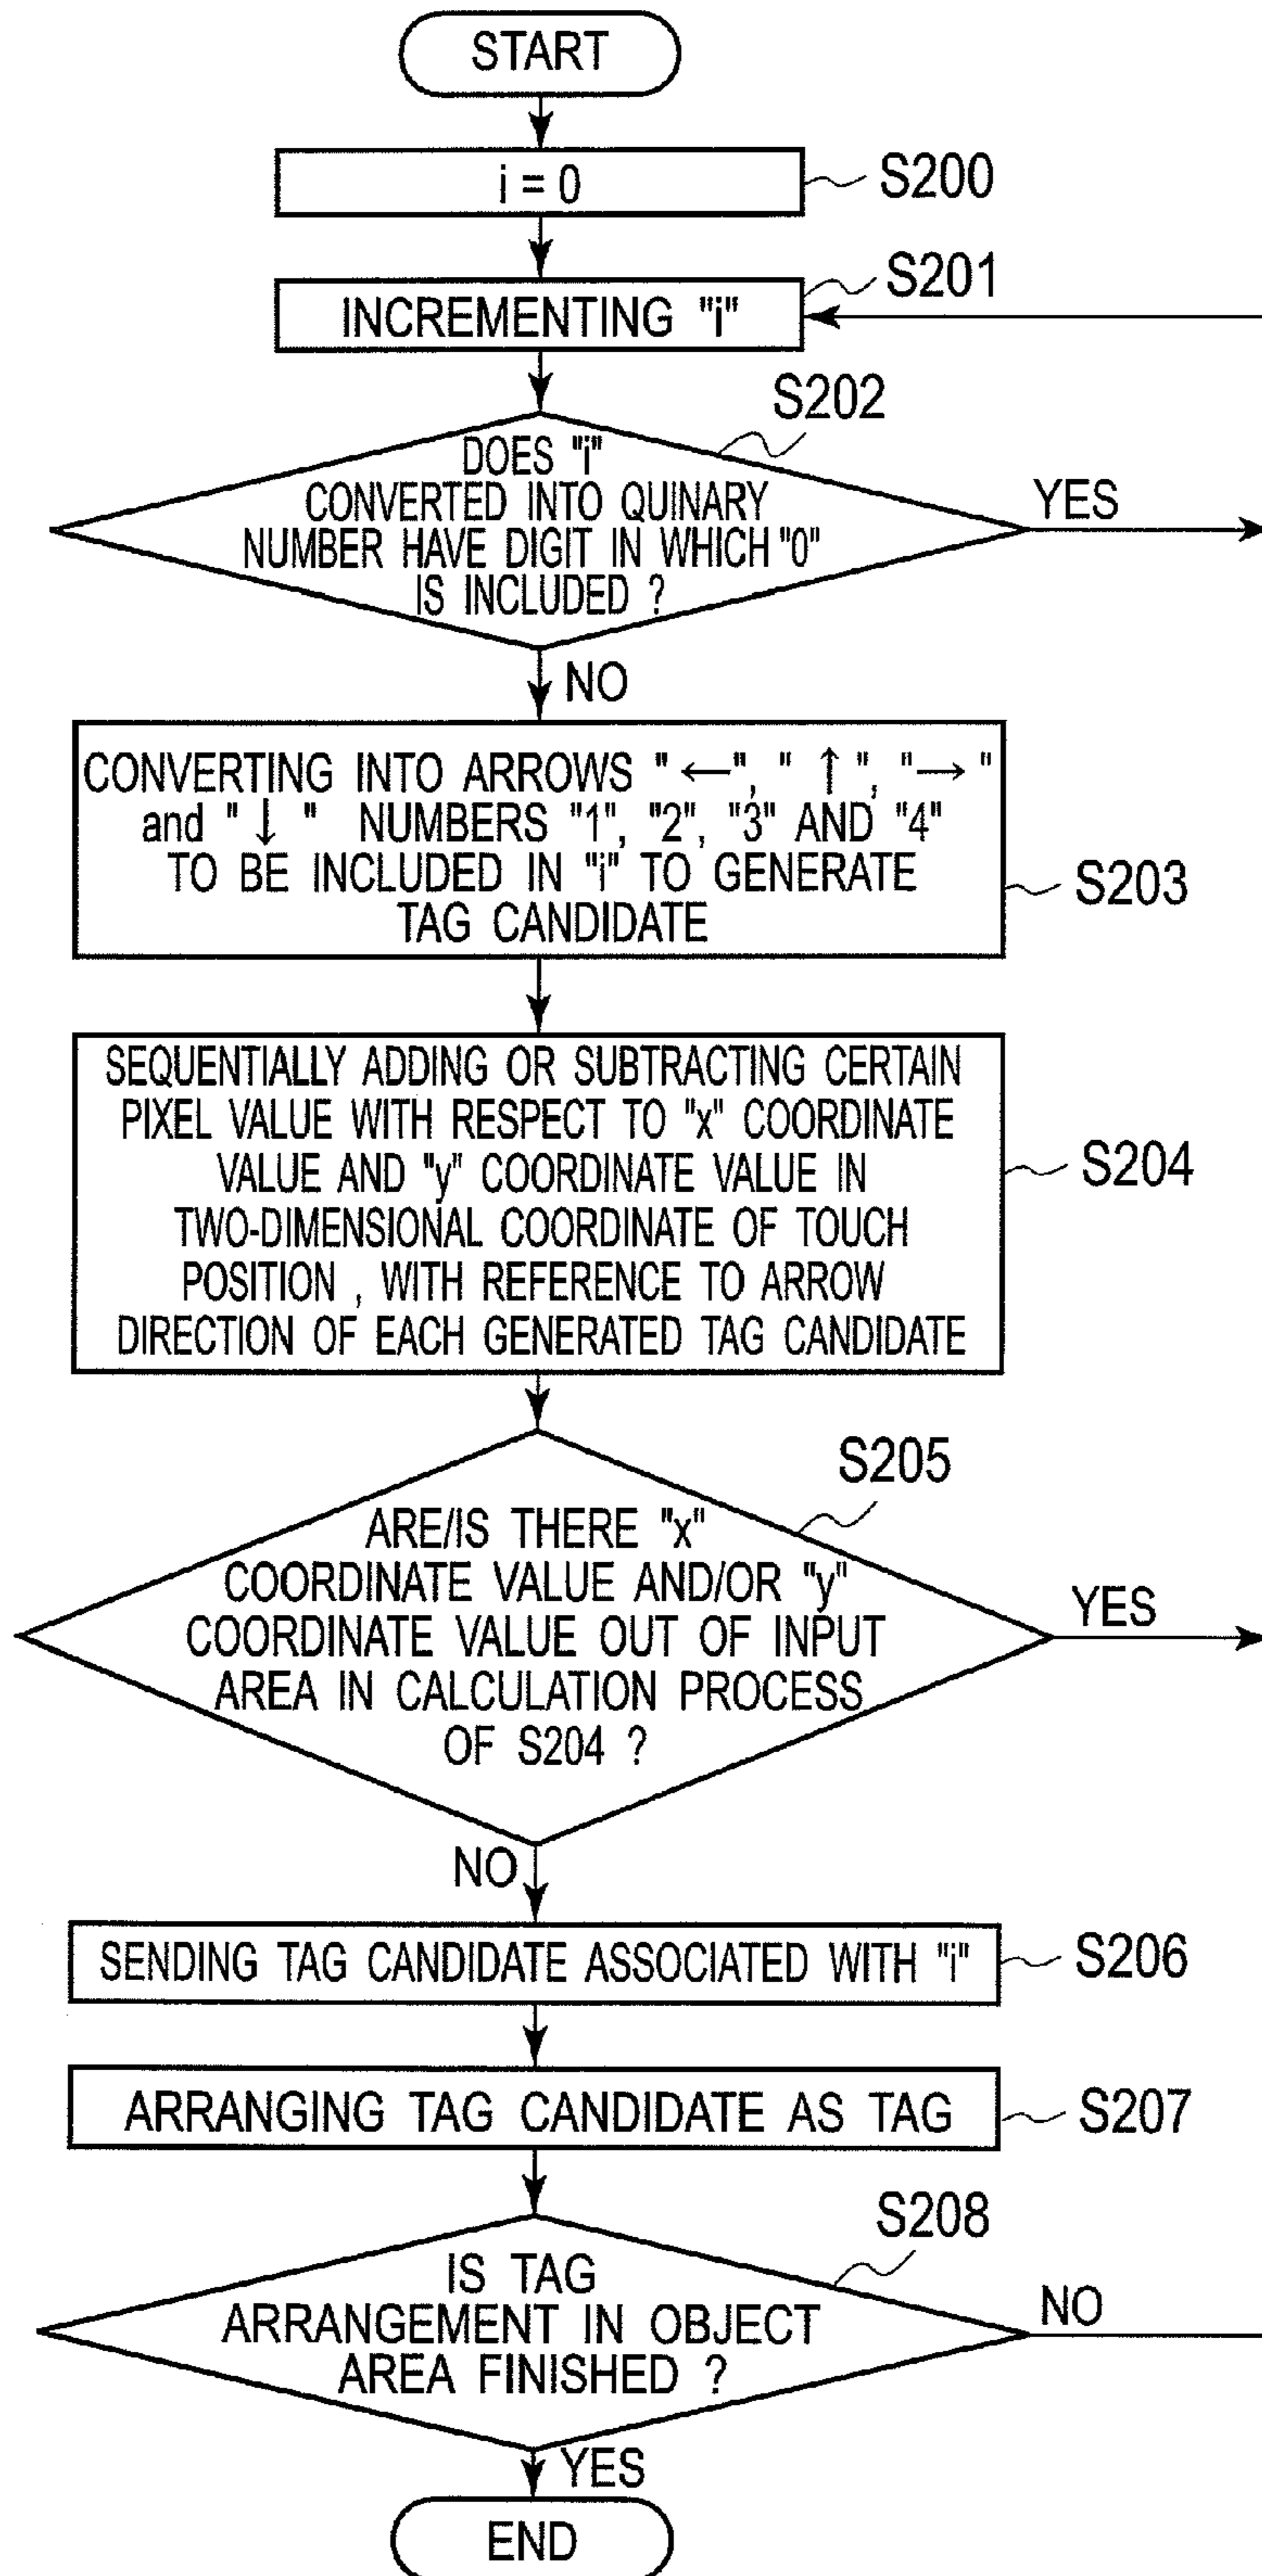 START
i = 0
S200
S201
INCREMENTING "i"
S202
DOES "i"
CONVERTED INTO QUINARY
NUMBER HAVE DIGIT IN WHICH "0"
IS INCLUDED ?
YES
NO
CONVERTING INTO ARROWS "←", "↑", "→"
and "↓" NUMBERS "1", "2", "3" AND "4"
TO BE INCLUDED IN "i" TO GENERATE
TAG CANDIDATE
S203
SEQUENTIALLY ADDING OR SUBTRACTING CERTAIN
PIXEL VALUE WITH RESPECT TO "x" COORDINATE
VALUE AND "y" COORDINATE VALUE IN
TWO-DIMENSIONAL COORDINATE OF TOUCH
POSITION , WITH REFERENCE TO ARROW
DIRECTION OF EACH GENERATED TAG CANDIDATE
S204
S205
ARE/IS THERE "x"
COORDINATE VALUE AND/OR "y"
COORDINATE VALUE OUT OF INPUT
AREA IN CALCULATION PROCESS
OF S204 ?
YES
NO
SENDING TAG CANDIDATE ASSOCIATED WITH "i"
S206
ARRANGING TAG CANDIDATE AS TAG
S207
S208
IS TAG
ARRANGEMENT IN OBJECT
AREA FINISHED ?
NO
YES
END